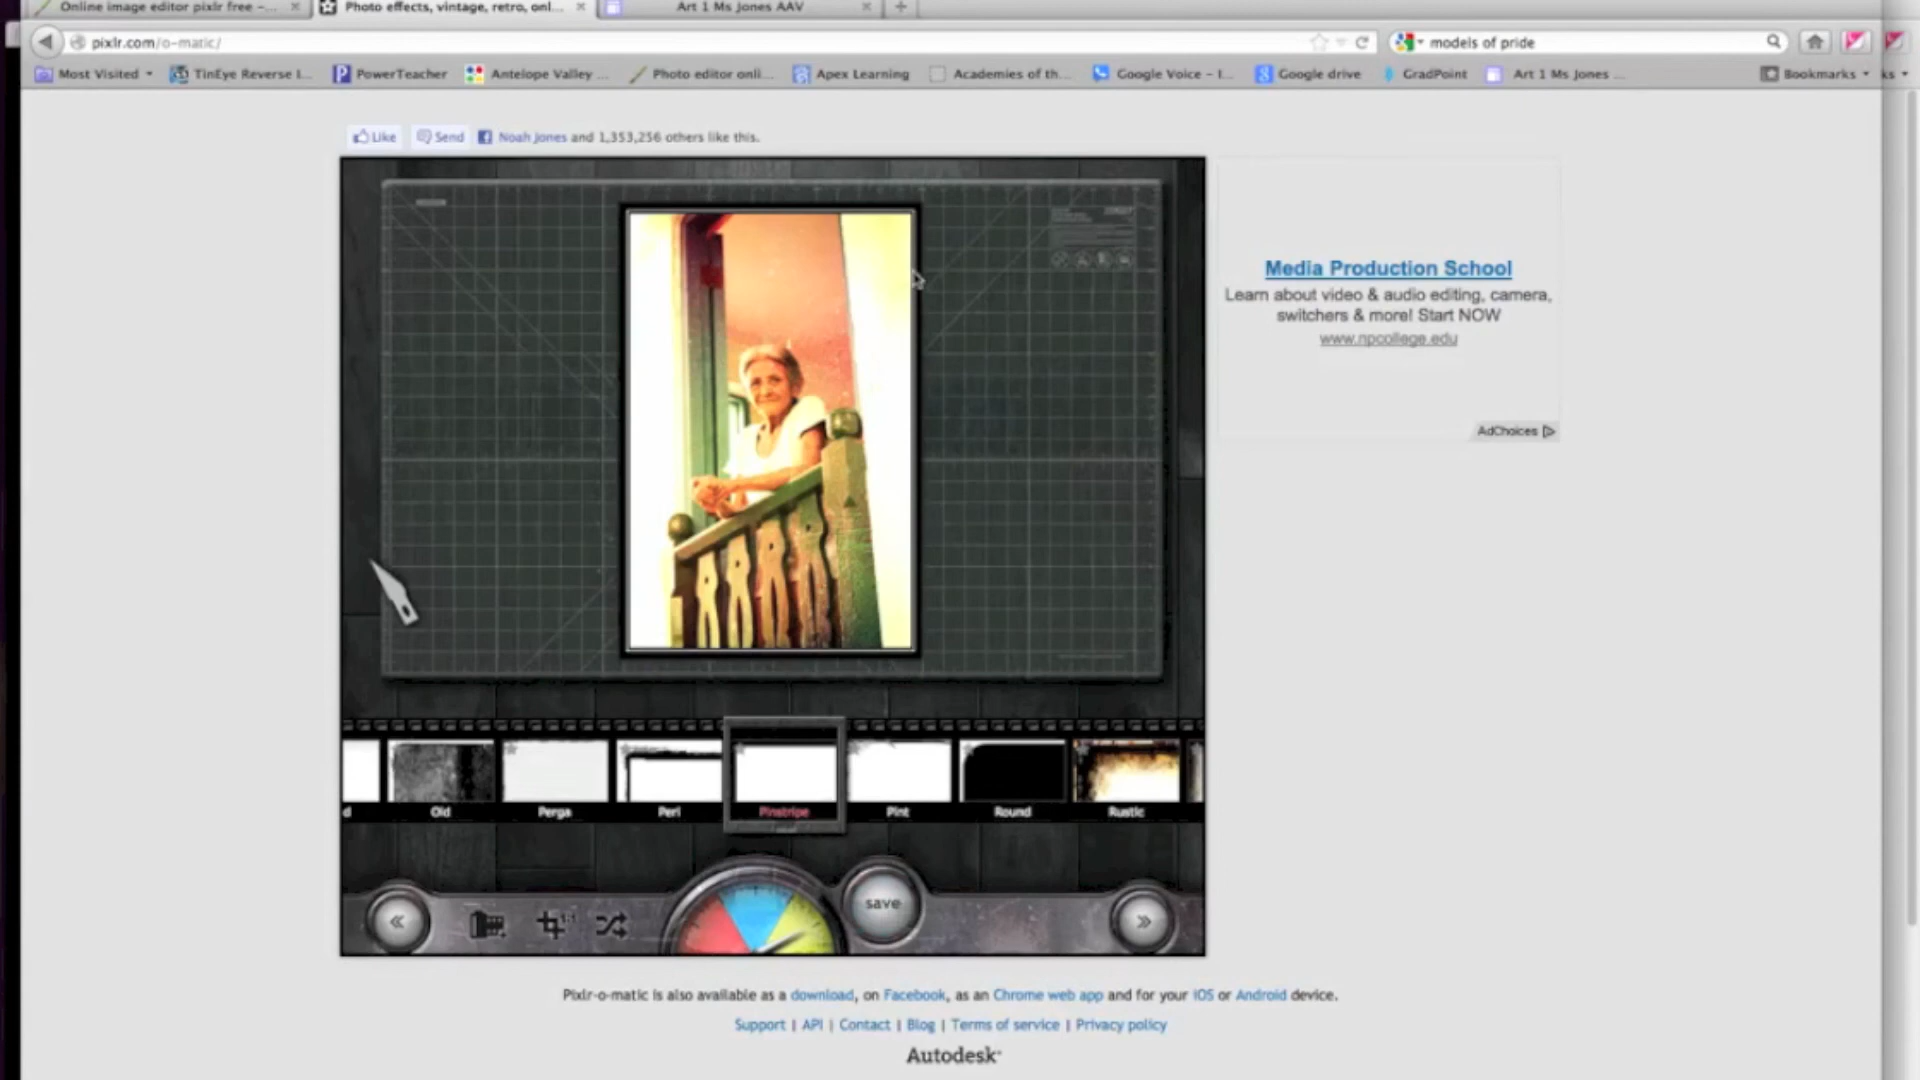 Online image editor pixlr free -...
Photo effects, vintage, retro, onl...
Art 1 Ms Jones AAV
pixlr.com/o-matic/
models of pride
Most Visited
TinEye Reverse I...
PowerTeacher
Antelope Valley ...
Photo editor onli...
Apex Learning
Academies of th...
Google Voice - l...
Google drive
GradPoint
Art 1 Ms Jones ...
Bookmarks
ks
Like
Send
Noah Jones and 1,353,256 others like this.
Media Production School
Learn about video & audio editing, camera,
switchers & more! Start NOW
www.npcollege.edu
AdChoices
d
Old
Perga
Peri
Pinstripe
Pint
Round
Rustic
1:1
save
Pixlr-o-matic is also available as a download, on Facebook, as an Chrome web app and for your iOS or Android device.
Support | API | Contact | Blog | Terms of service | Privacy policy
Autodesk